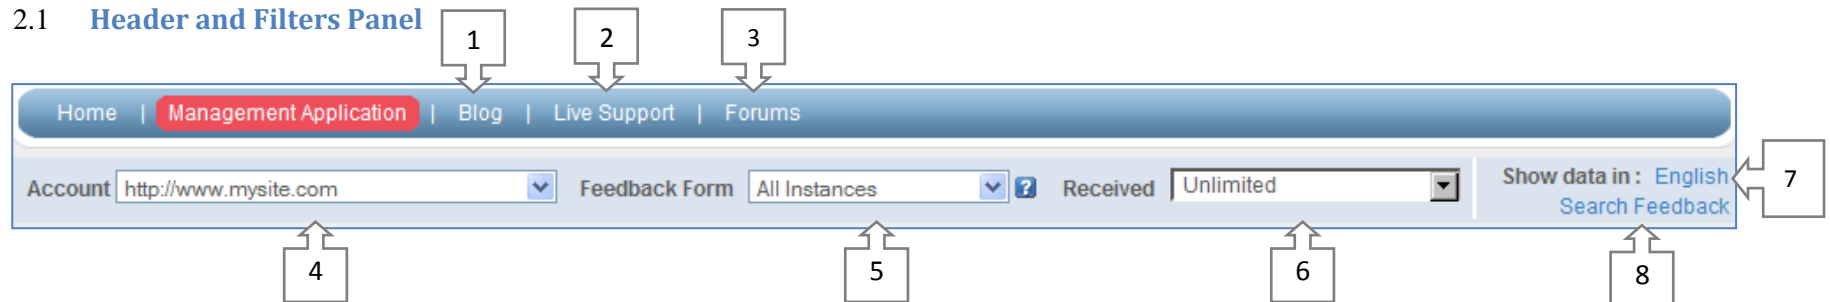 2.1 Header and Filters Panel
1 2 3
Home | Management Application | Blog | Live Support | Forums
Account http://www.mysite.com Feedback Form All Instances ? Received Unlimited Show data in : English 7
Search Feedback
4 5 6 8